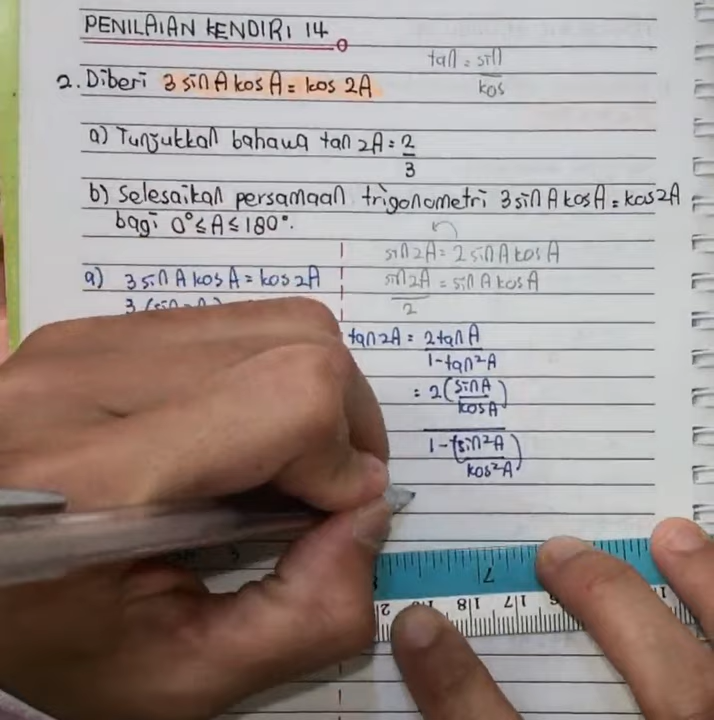 PENILAIAN KENDIRI 14
tan = sin
kos
2. Diberi 3 sin A kos A = kos 2A
a) Tunjukkan bahawa tan 2A = 2
3
b) Selesaikan persamaan trigonometri 3 sin A kos A = kos 2A
bagi 0° ≤ A ≤ 180°.
sin 2A = 2 sin A kos A
a) 3 sin A kos A = kos 2A
sin 2A = sin A kos A
2
tan 2A = 2 tan A
1 - tan²A
= 2 (sin A
kos A)
1 - (sin²A
kos²A)
7
18 17